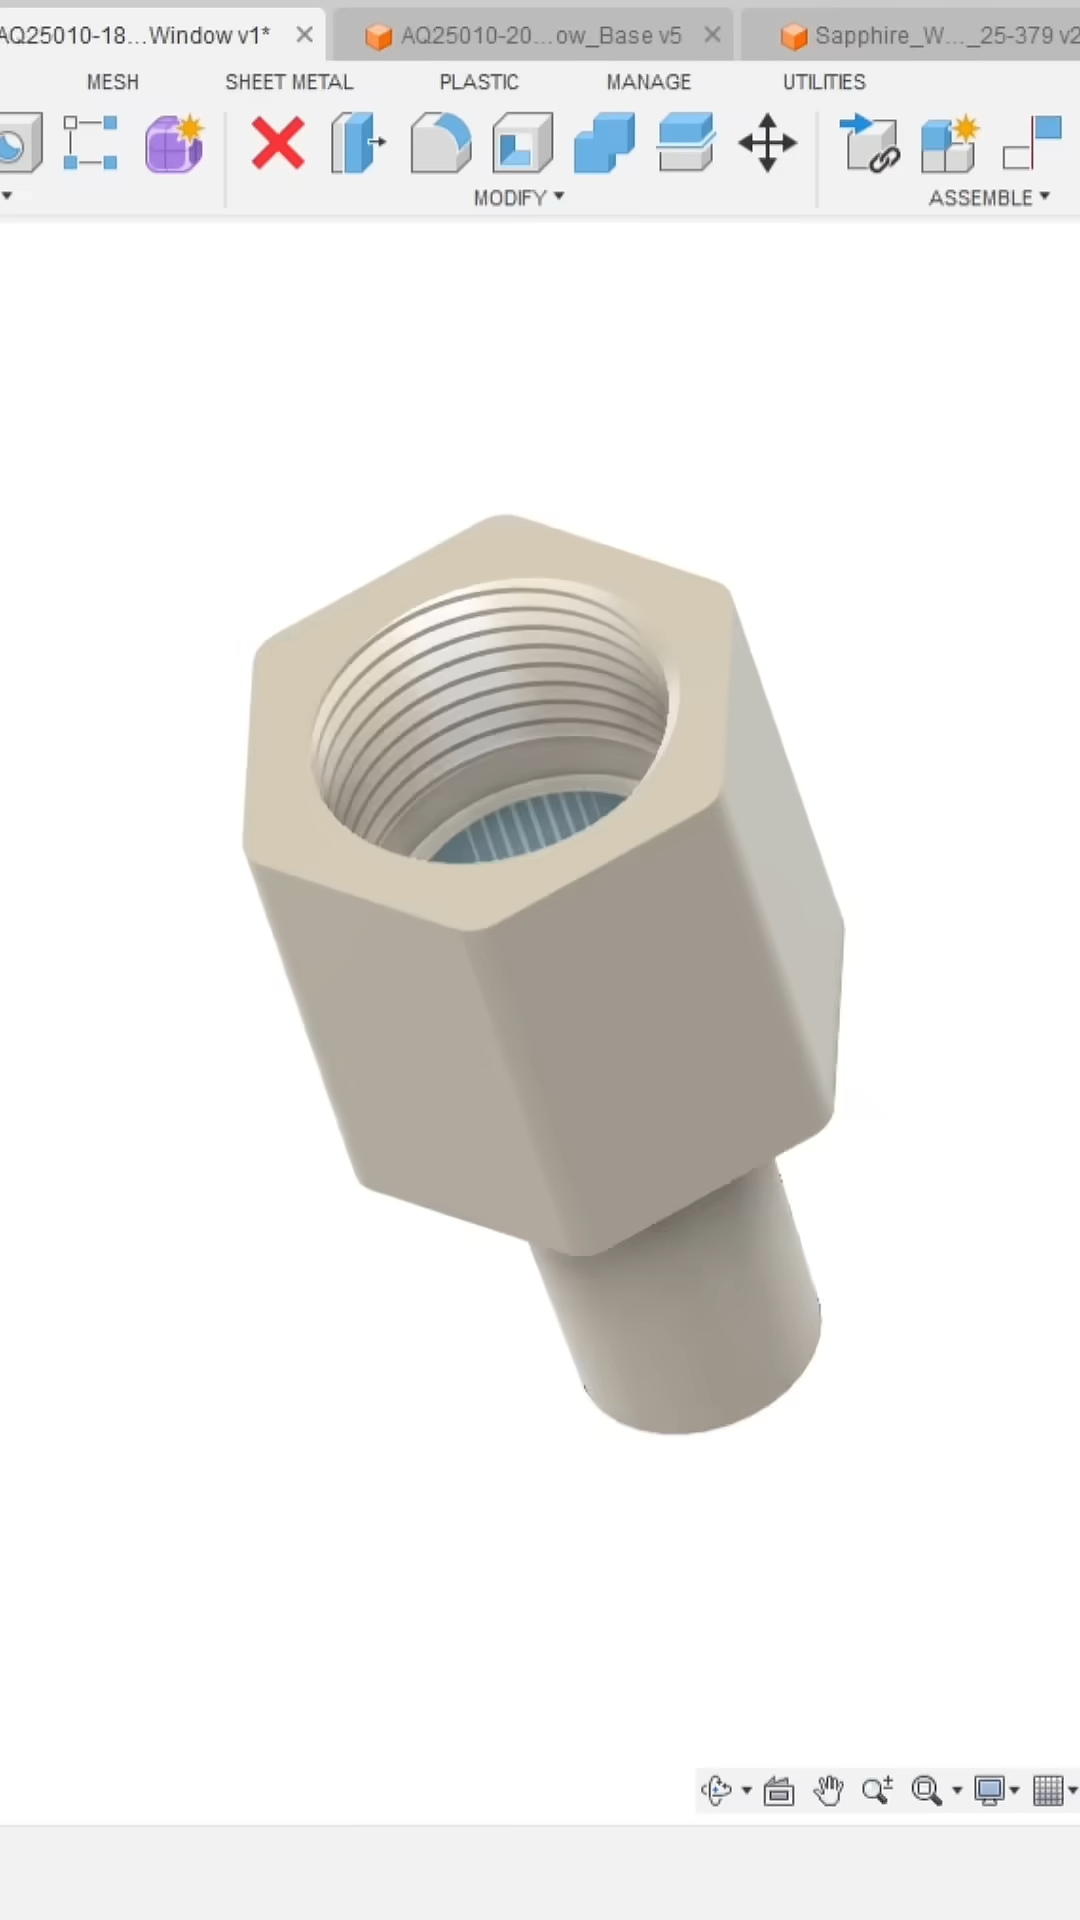 AQ25010-18...Window v1*
AQ25010-20...ow_Base v5
Sapphire_W..._25-379 v2
MESH
SHEET METAL
PLASTIC
MANAGE
UTILITIES
MODIFY
ASSEMBLE